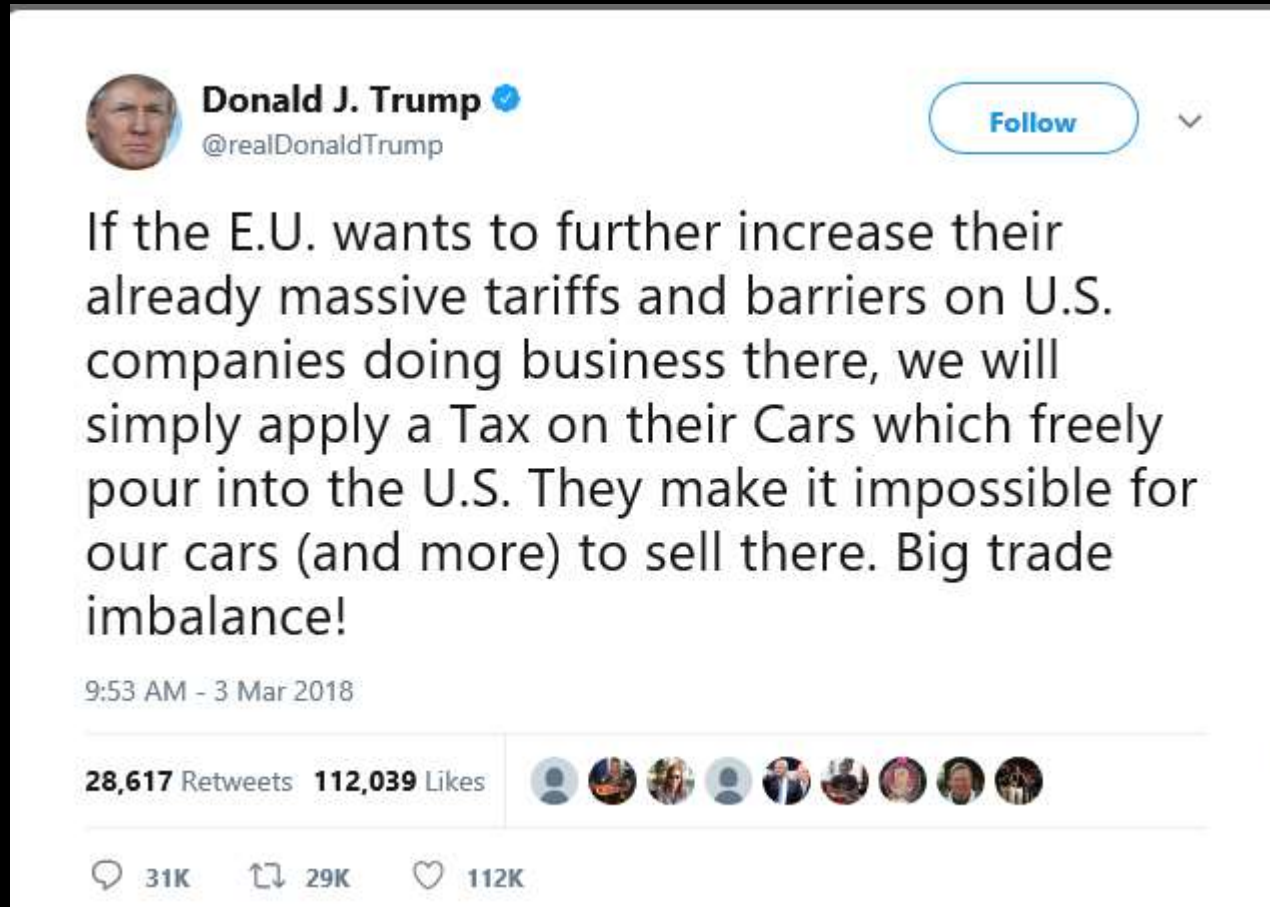 Donald J. Trump
Follow
@realDonaldTrump
If the E.U. wants to further increase their
already massive tariffs and barriers on U.S.
companies doing business there, we will
simply apply a Tax on their Cars which freely
pour into the U.S. They make it impossible for
our cars (and more) to sell there. Big trade
imbalance!
9:53 AM - 3 Mar 2018
28,617 Retweets 112,039 Likes
31K 29K 112K